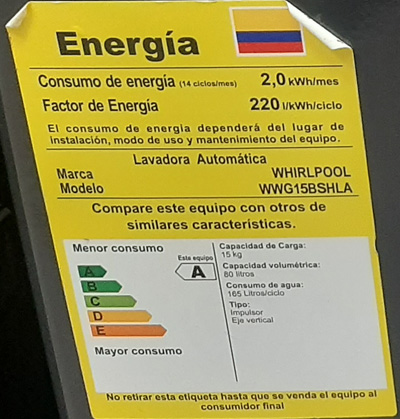 Energía
Consumo de energía (14 ciclos/mes) 2,0 kWh/mes
Factor de Energía 220 l/kWh/ciclo
El consumo de energia dependerá del lugar de
instalación, modo de uso y mantenimiento del equipo.
Lavadora Automática
Marca WHIRLPOOL
Modelo WWG15BSHLA
Compare este equipo con otros de
similares características.
Menor consumo
Este equipo
A
A
B
C
D
E
Mayor consumo
Capacidad de Carga:
15 kg
Capacidad volumétrica:
80 litros
Consumo de agua:
165 Litros/ciclo
Tipo:
Impulsor
Eje vertical
No retirar esta etiqueta hasta que se venda el equipo al
consumidor final